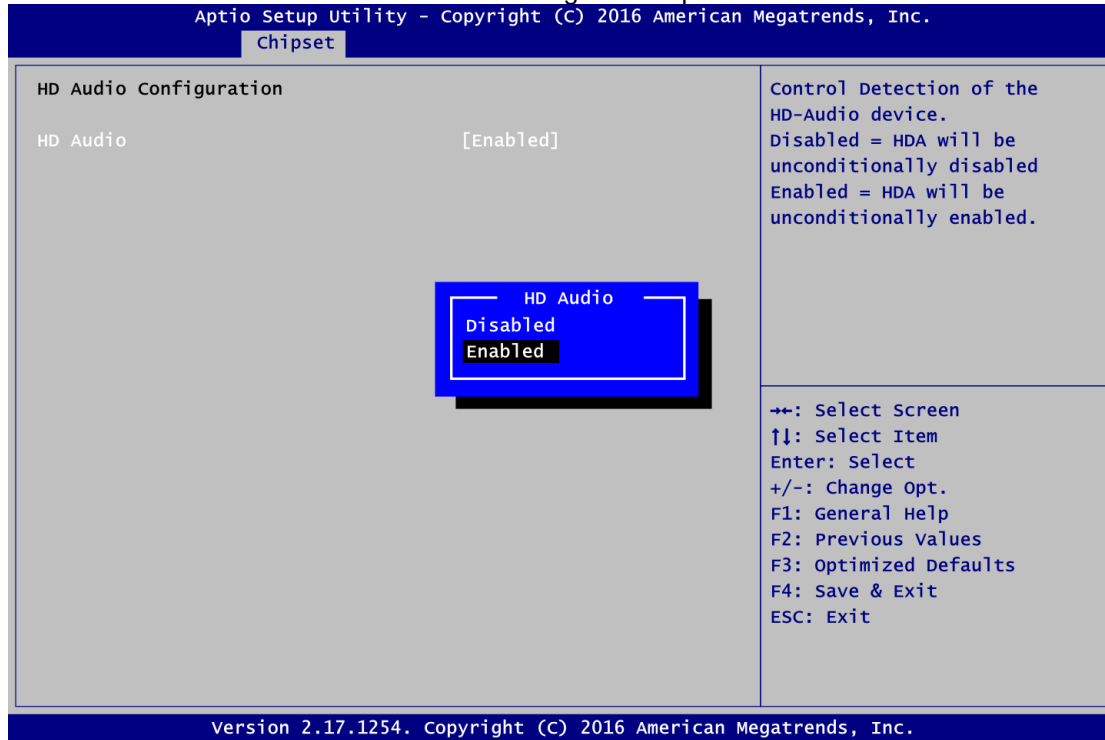 Aptio Setup Utility - Copyright (C) 2016 American Megatrends, Inc.
Chipset
HD Audio Configuration
HD Audio [Enabled]
Control Detection of the
HD-Audio device.
Disabled = HDA will be
unconditionally disabled
Enabled = HDA will be
unconditionally enabled.
HD Audio
Disabled
Enabled
→←: Select Screen
↑↓: Select Item
Enter: Select
+/-: Change Opt.
F1: General Help
F2: Previous Values
F3: Optimized Defaults
F4: Save & Exit
ESC: Exit
Version 2.17.1254. Copyright (C) 2016 American Megatrends, Inc.